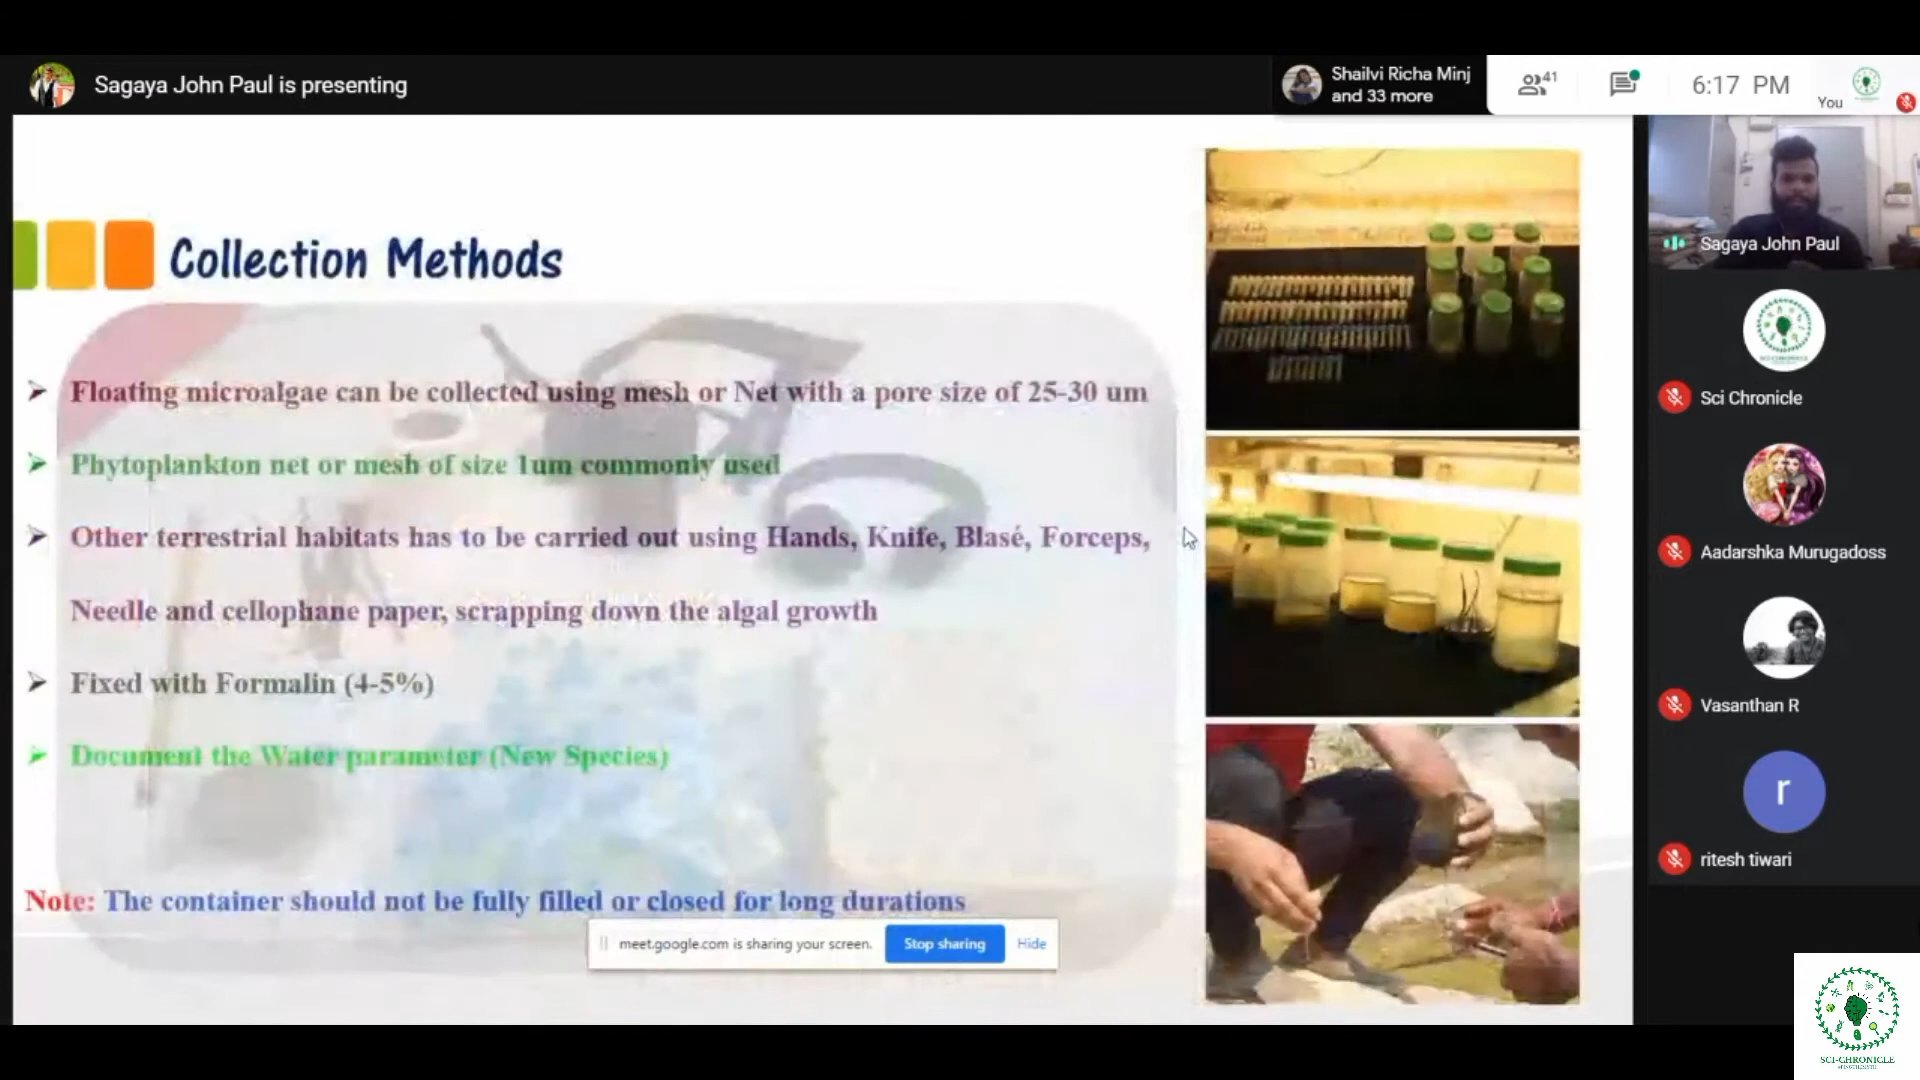 Sagaya John Paul is presenting
Shailvi Richa Minj
and 33 more
41
6:17 PM
You
Collection Methods
Floating microalgae can be collected using mesh or Net with a pore size of 25-30 um
Phytoplankton net or mesh of size 1um commonly used
Other terrestrial habitats has to be carried out using Hands, Knife, Blasé, Forceps,
Needle and cellophane paper, scrapping down the algal growth
Fixed with Formalin (4-5%)
Document the Water parameter (New Species)
Note: The container should not be fully filled or closed for long durations
meet.google.com is sharing your screen.
Stop sharing
Hide
Sagaya John Paul
Sci Chronicle
Aadarshka Murugadoss
Vasanthan R
r
ritesh tiwari
SCI-CHRONICLE